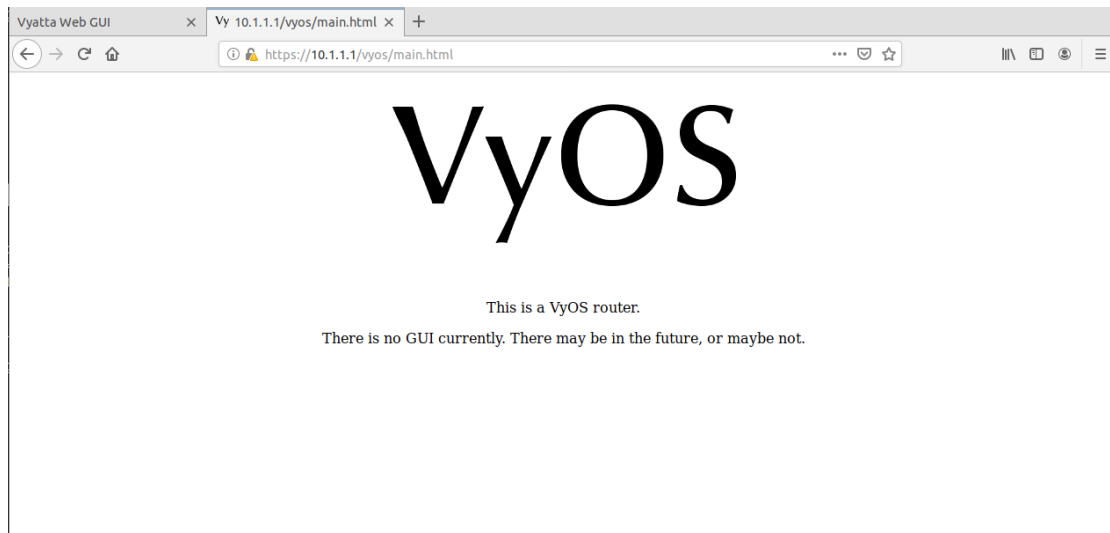 Vyatta Web GUI
Vy 10.1.1.1/vyos/main.html
https://10.1.1.1/vyos/main.html
VyOS
This is a VyOS router.
There is no GUI currently. There may be in the future, or maybe not.